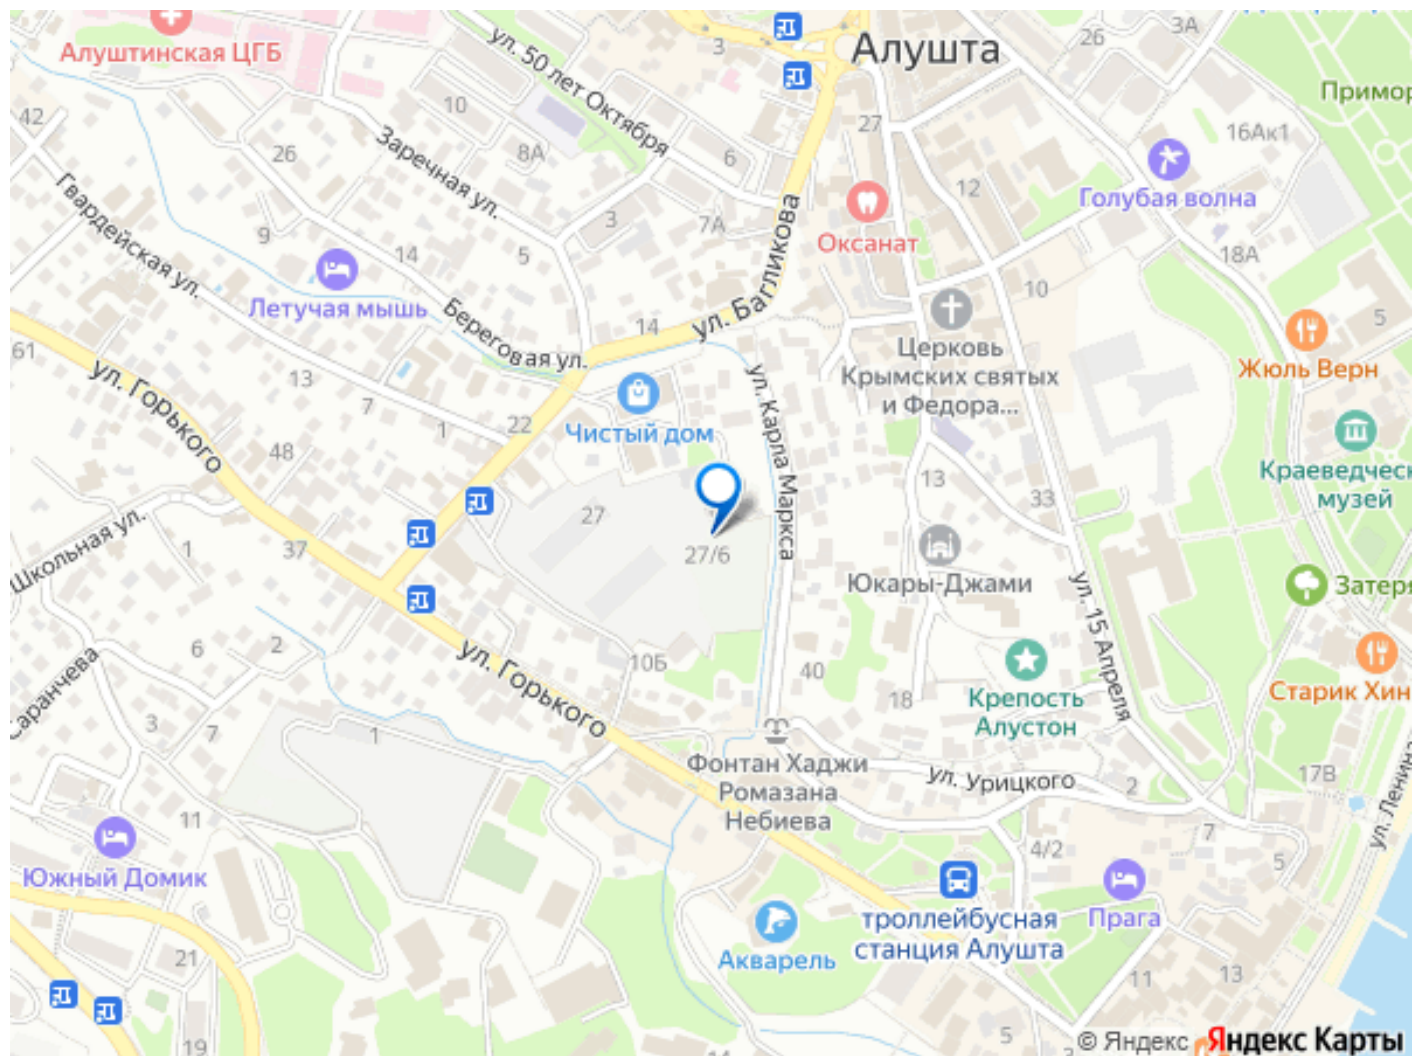 Алуштинская ЦГБ
ул. 50 лет Октября
3
Алушта
26
3А
Примор
42
10
Заречная ул.
8А
6
27
16Ак1
26
12
Голубая волна
Гвардейская ул.
9
14
5
3
7А
Оксанат
18А
Летучая мышь
Береговая ул.
14
ул. Багликова
10
5
61
Церковь
Крымских святых
и Федора...
Жюль Верн
ул. Горького
13
7
1
22
Чистый дом
ул. Карла Маркса
48
Краеведческ
музей
13
33
27
27/6
Школьная ул.
1
37
Юкары-Джами
ул. 15 Апреля
Затеря
6
2
ул. Горького
10Б
40
18
Крепость
Алустон
Старик Хин
Саранчева
3
7
1
Фонтан Хаджи
Ромазана
Небиева
ул. Урицкого
2
17В
ул. Ленина
11
7
5
4/2
Южный Домик
троллейбусная
станция Алушта
Прага
Акварель
21
11
13
19
5
© Яндекс Яндекс Карты